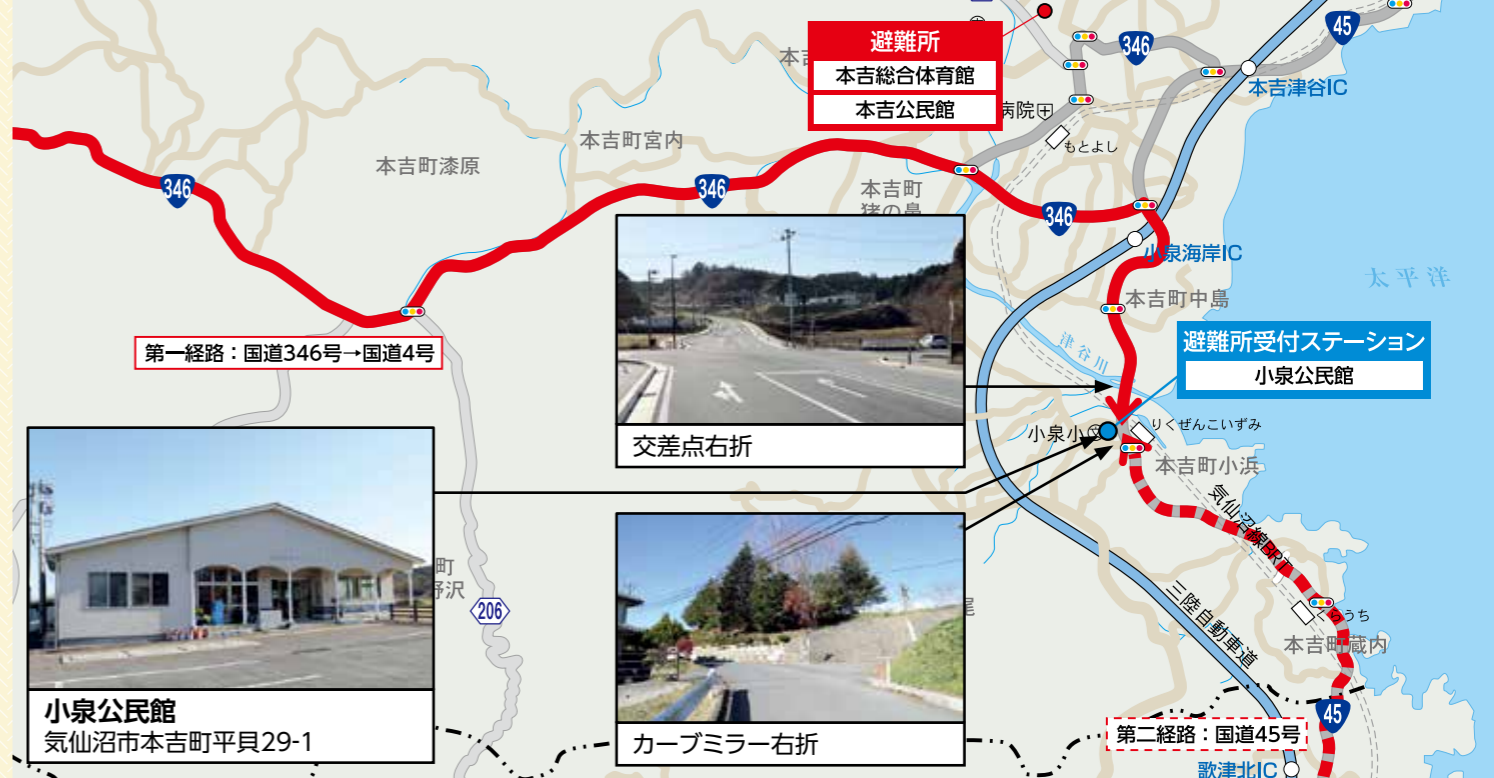 避難所
本吉総合体育館
本吉公民館
346
45
本吉津谷IC
病院
もとよし
本吉町宮内
本吉町漆原
346
346
本吉町
346
小泉海岸IC
太平洋
本吉町中島
避難所受付ステーション
小泉公民館
第一経路：国道346号→国道4号
津谷川
交差点右折
小泉小
りくぜんこいずみ
本吉町小浜
気仙沼線BRT
206
三陸自動車道
うち
本吉町蔵内
小泉公民館
気仙沼市本吉町平貝29-1
カーブミラー右折
第二経路：国道45号
45
歌津北IC